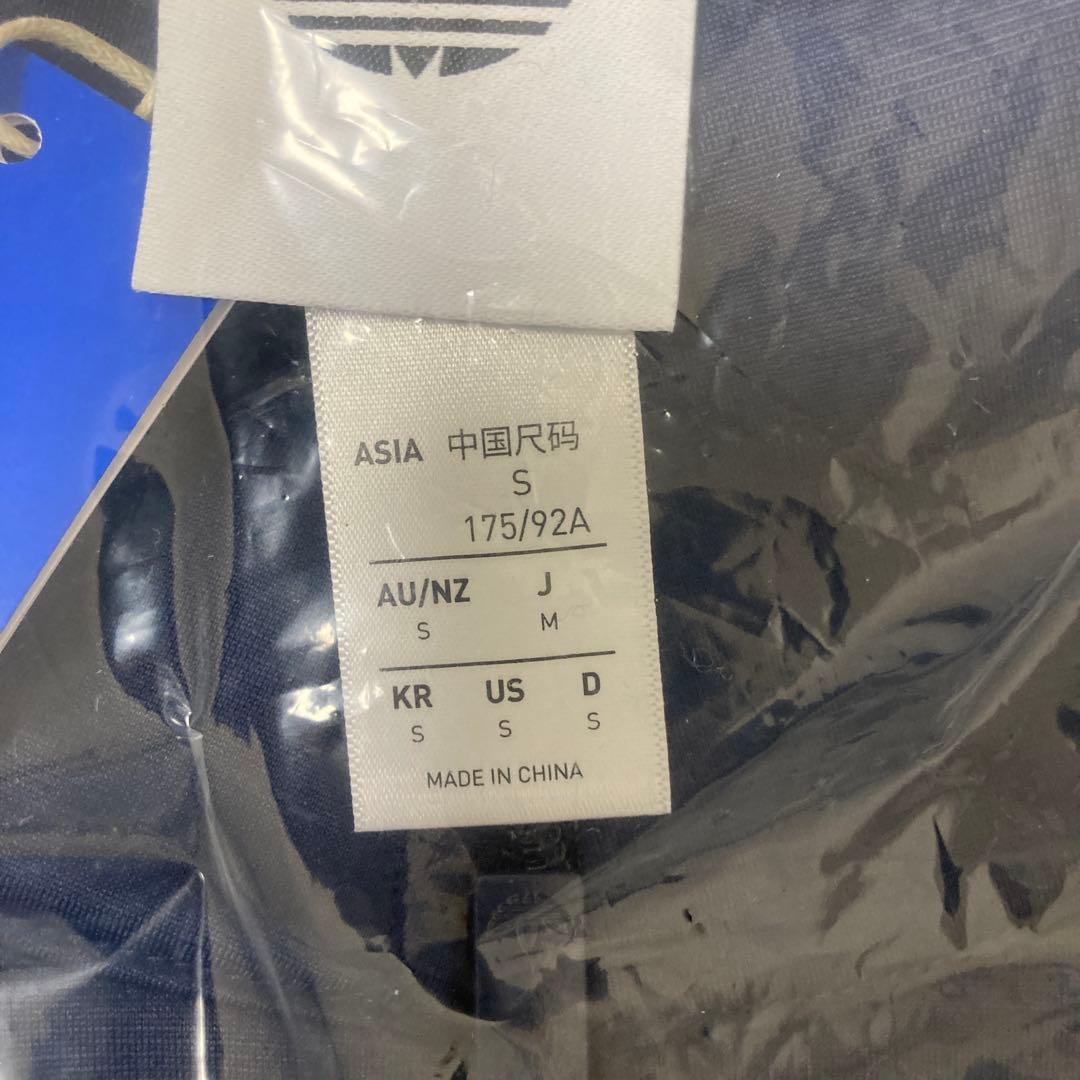 ASIA 中国尺码
S
175/92A
AU/NZ J
S M
KR US D
S S S
MADE IN CHINA